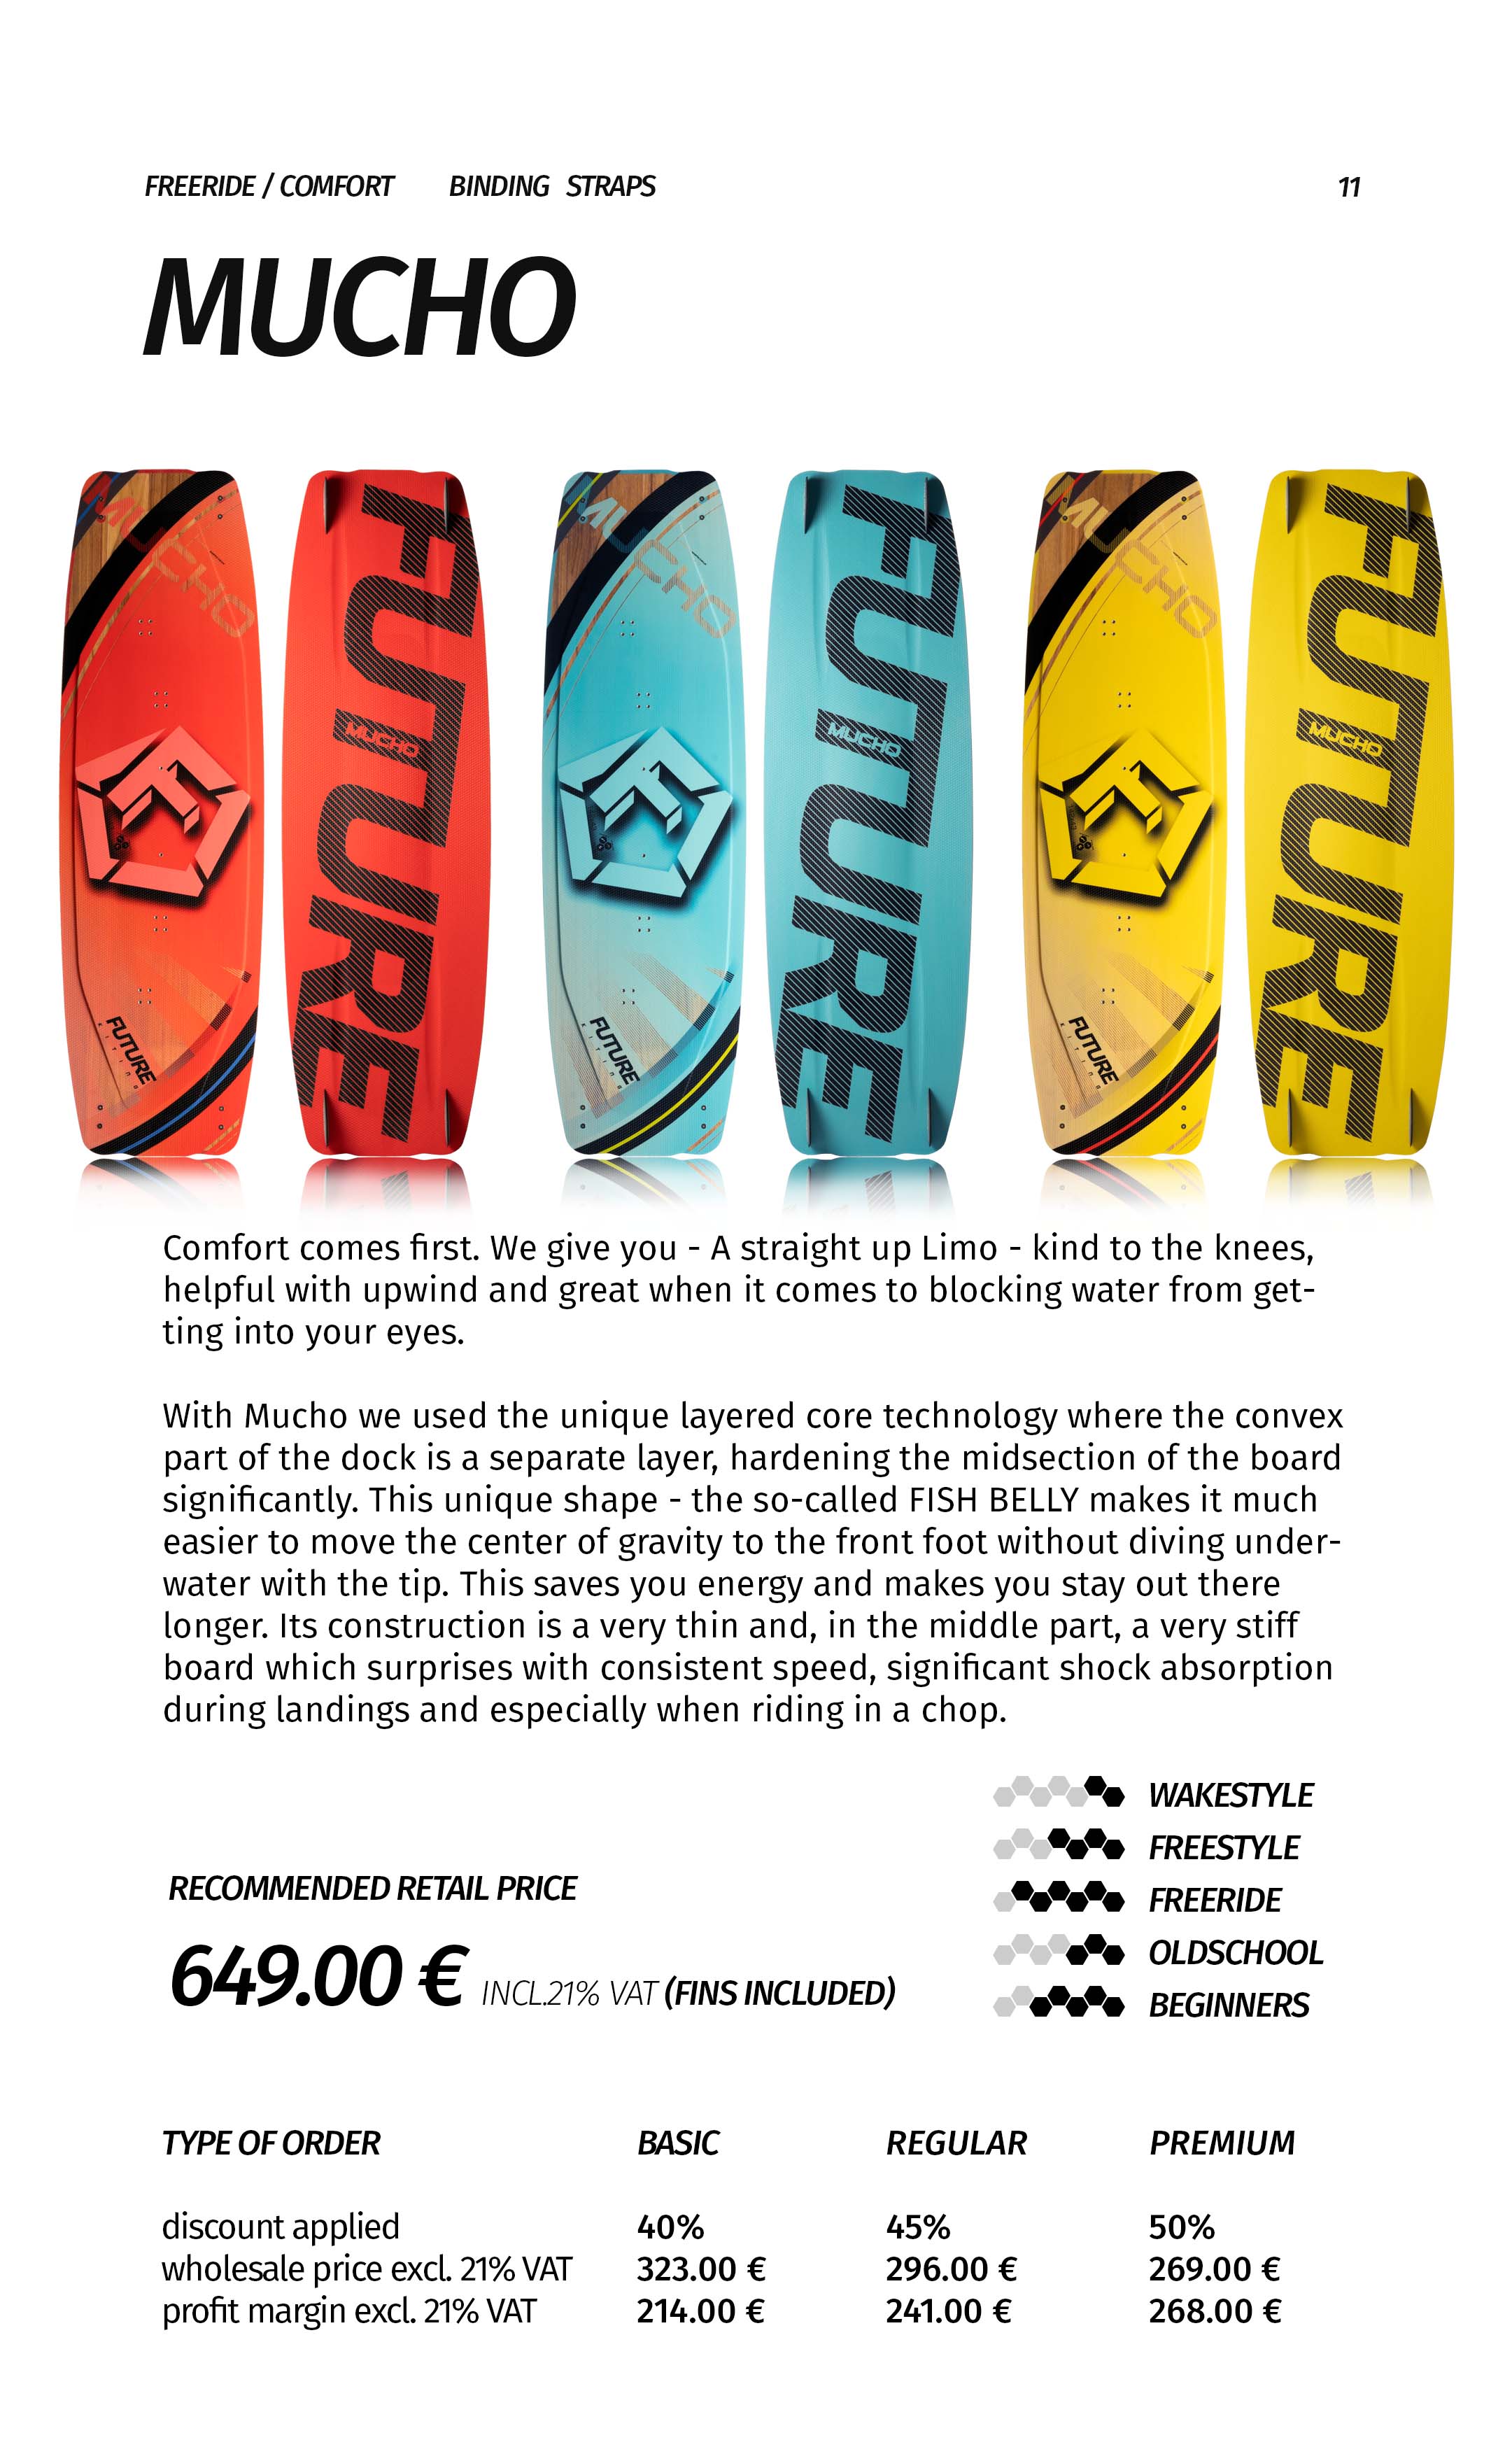 FREERIDE / COMFORT BINDING STRAPS 11
MUCHO
MUCHO
FUTURE
MUCHO
FUTURE
MUCHO
FUTURE
MUCHO
FUTURE
MUCHO
FUTURE
MUCHO
FUTURE
MUCHO
Comfort comes first. We give you - A straight up Limo - kind to the knees,
helpful with upwind and great when it comes to blocking water from get-
ting into your eyes.
With Mucho we used the unique layered core technology where the convex
part of the dock is a separate layer, hardening the midsection of the board
significantly. This unique shape - the so-called FISH BELLY makes it much
easier to move the center of gravity to the front foot without diving under-
water with the tip. This saves you energy and makes you stay out there
longer. Its construction is a very thin and, in the middle part, a very stiff
board which surprises with consistent speed, significant shock absorption
during landings and especially when riding in a chop.
WAKESTYLE
FREESTYLE
FREERIDE
OLDSCHOOL
BEGINNERS
RECOMMENDED RETAIL PRICE
649.00 € INCL.21% VAT (FINS INCLUDED)
TYPE OF ORDER BASIC REGULAR PREMIUM
discount applied 40% 45% 50%
wholesale price excl. 21% VAT 323.00 € 296.00 € 269.00 €
profit margin excl. 21% VAT 214.00 € 241.00 € 268.00 €